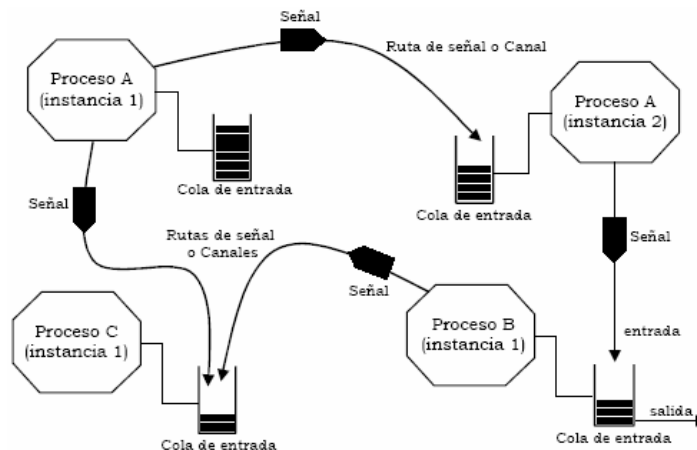 Señal
Ruta de señal o Canal
Proceso A
(instancia 1)
Proceso A
(instancia 2)
Cola de entrada
Cola de entrada
Señal
Señal
Rutas de señal
o Canales
Señal
Proceso C
(instancia 1)
Proceso B
(instancia 1)
entrada
salida
Cola de entrada
Cola de entrada